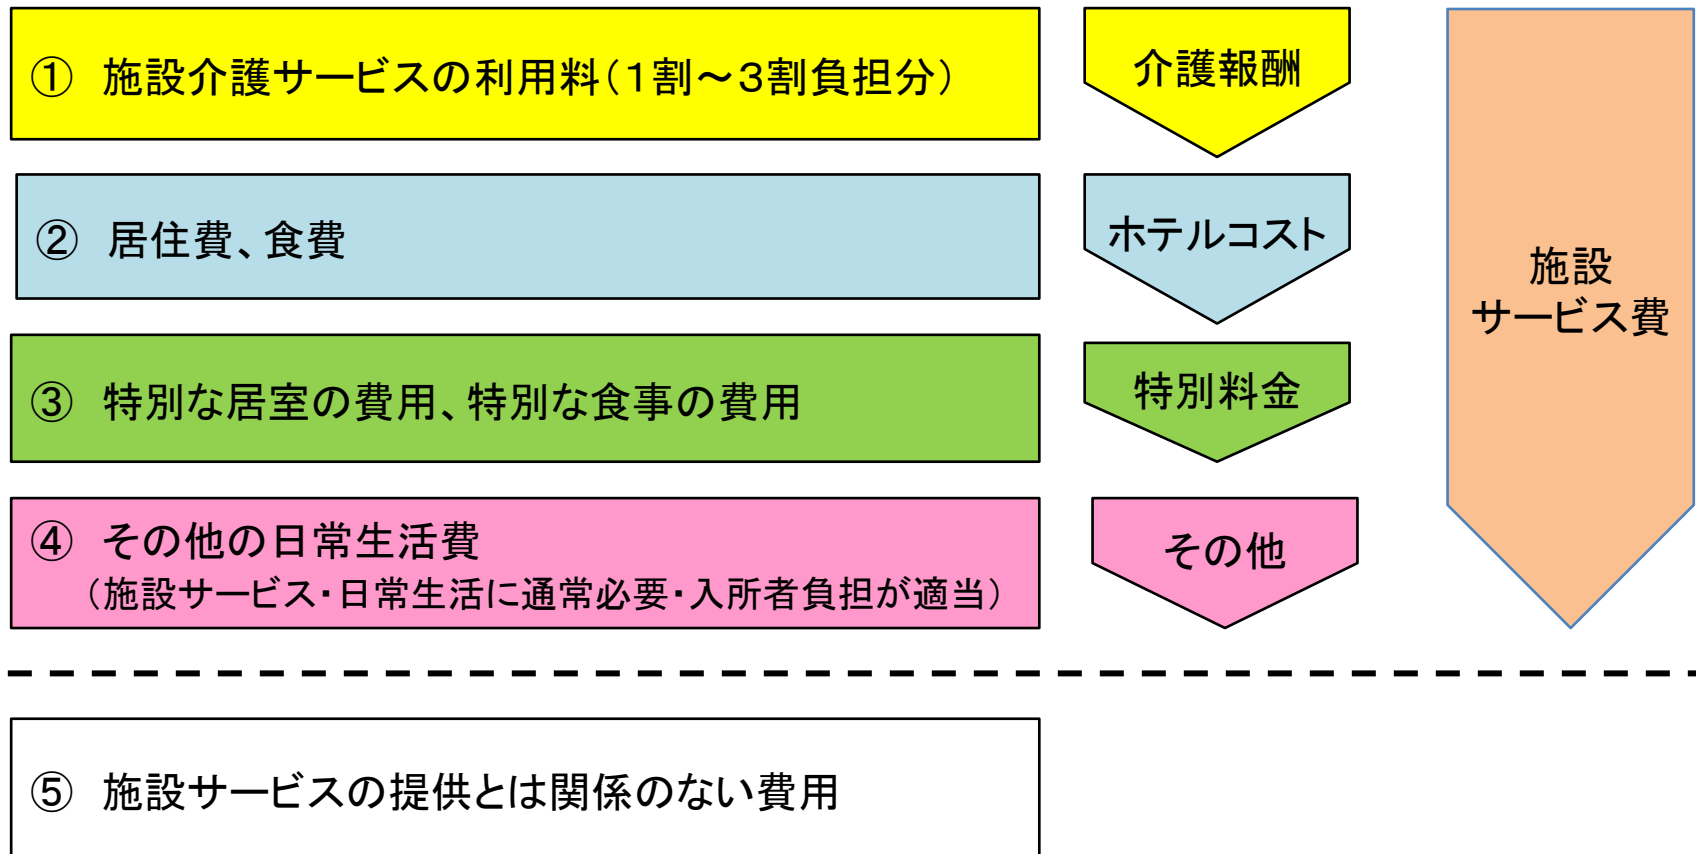 ① 施設介護サービスの利用料（１割～３割負担分）
介護報酬
② 居住費、食費
ホテルコスト
施設
サービス費
③ 特別な居室の費用、特別な食事の費用
特別料金
④ その他の日常生活費
（施設サービス・日常生活に通常必要・入所者負担が適当）
その他
⑤ 施設サービスの提供とは関係のない費用